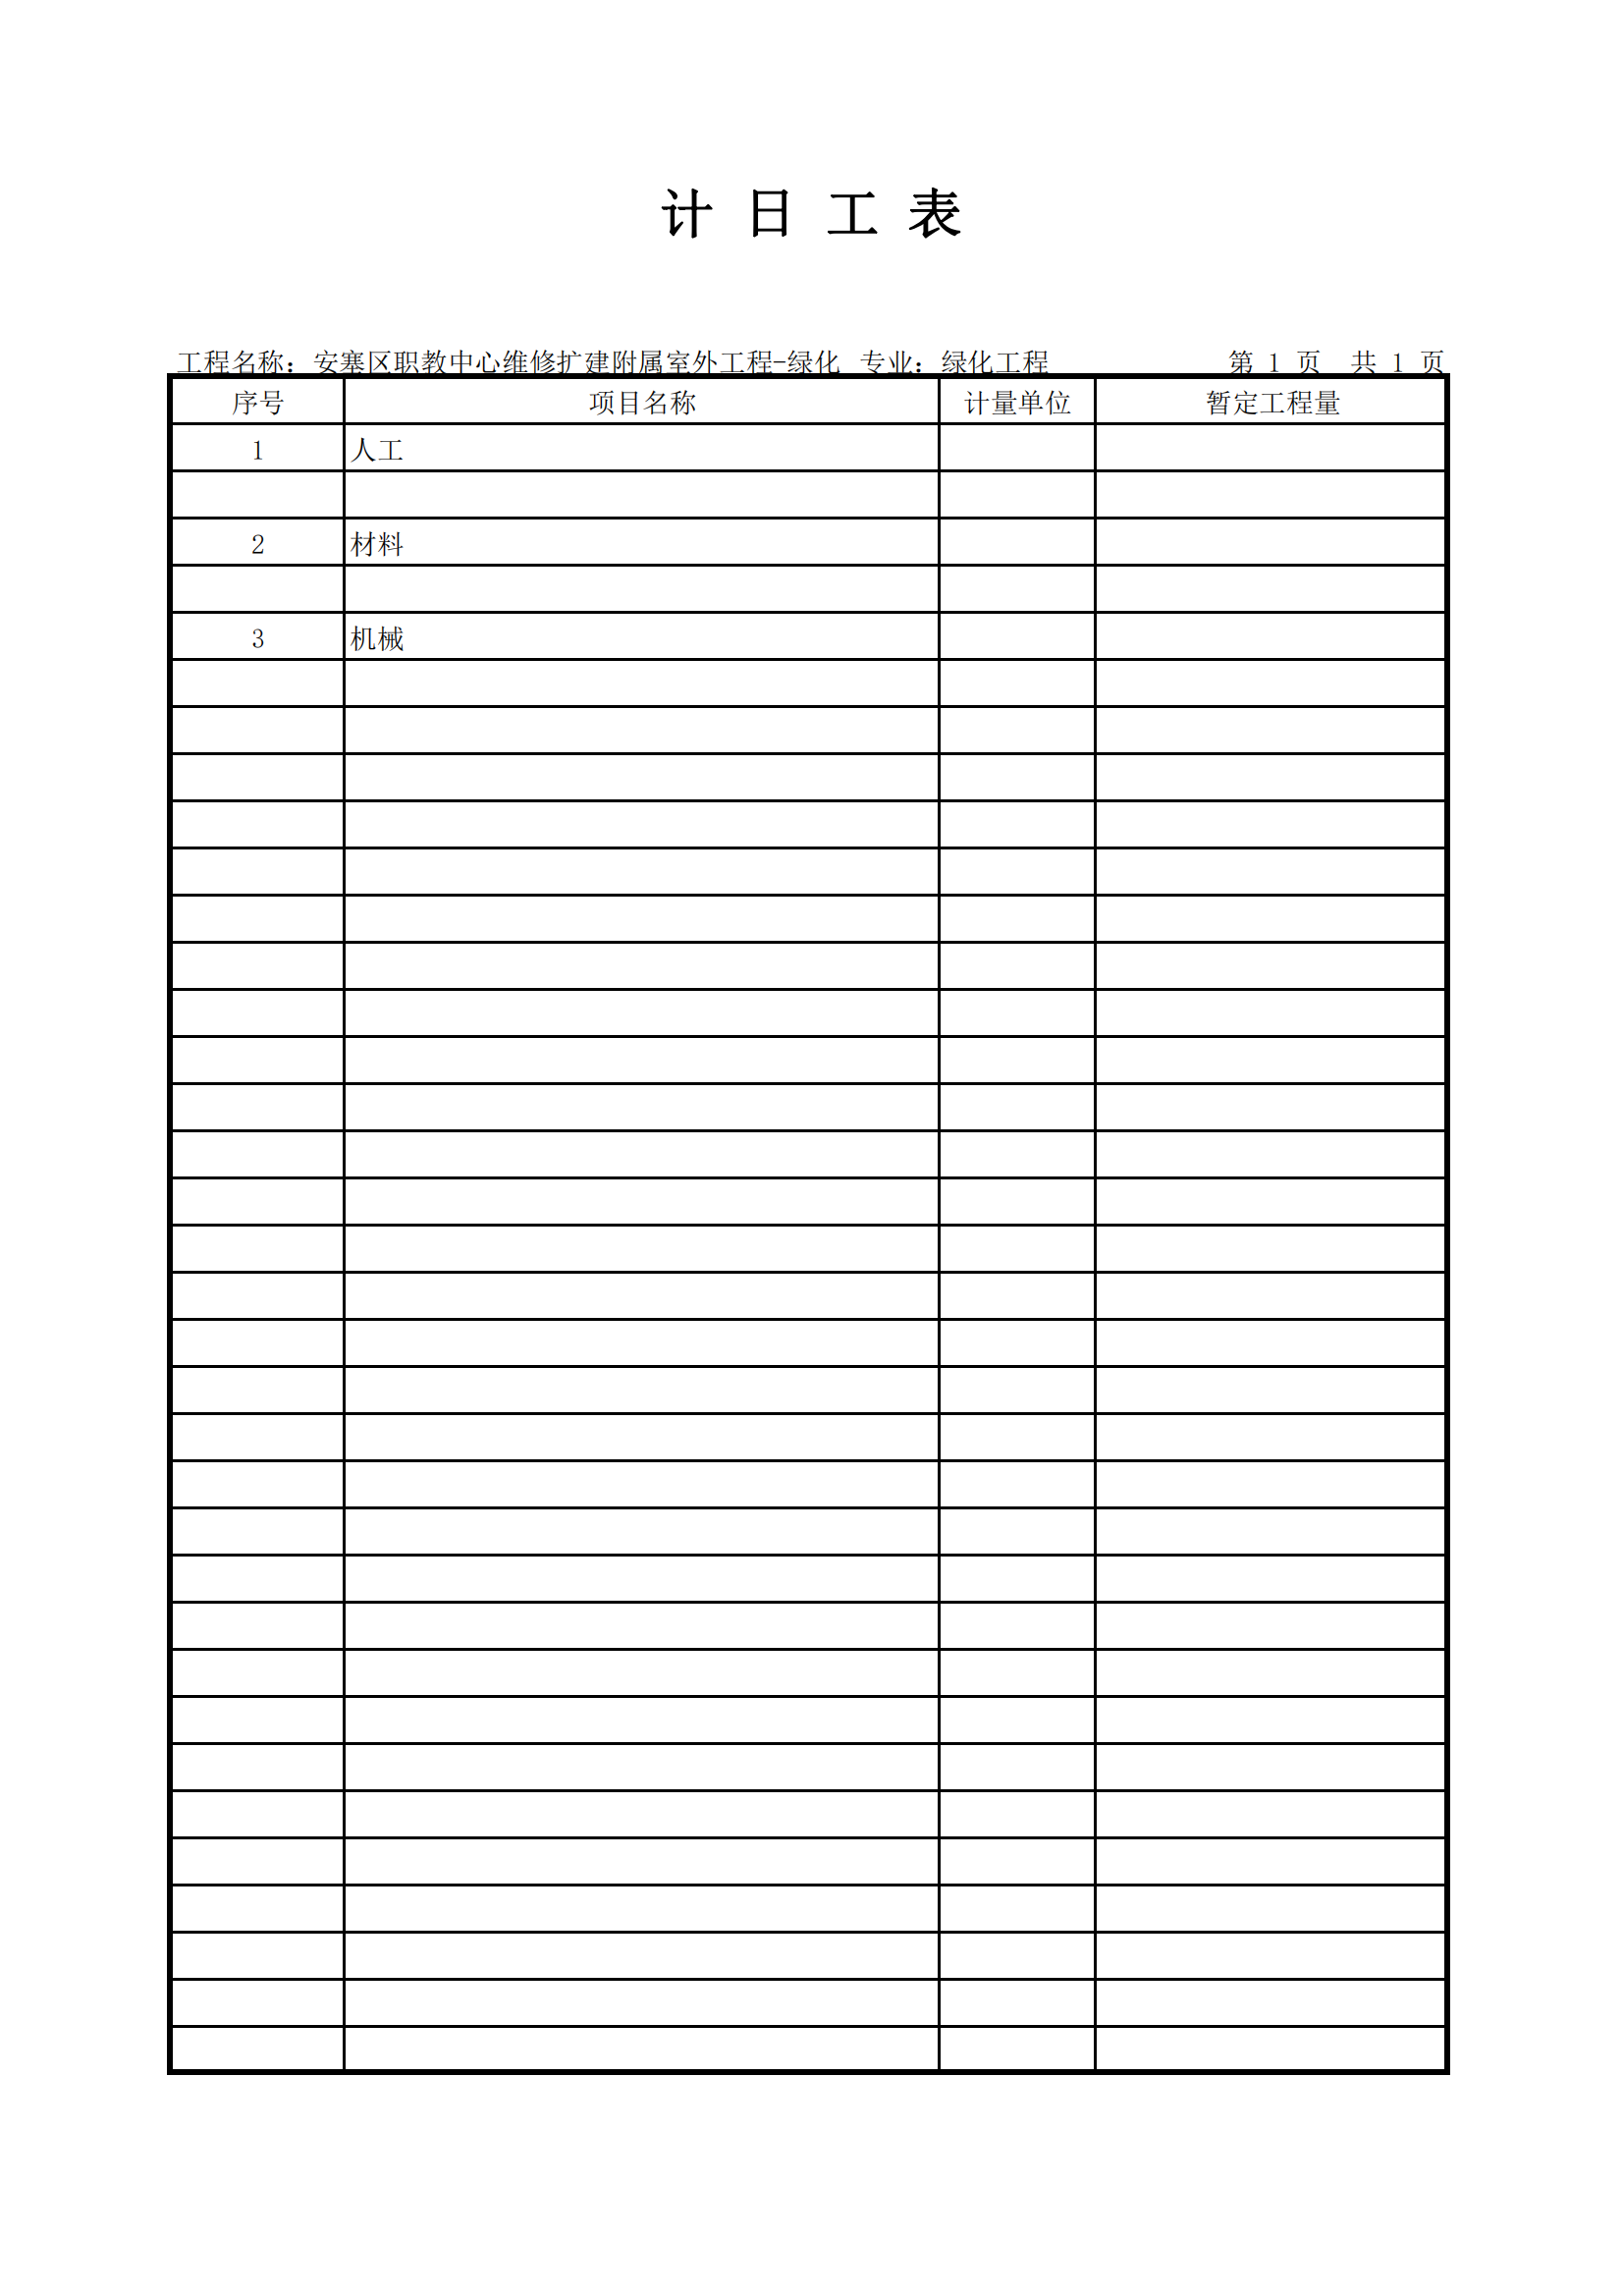 计 日 工 表
工程名称：安塞区职教中心维修扩建附属室外工程-绿化 专业：绿化工程 第 1 页 共 1 页
序号 项目名称 计量单位 暂定工程量
1 人工
2 材料
3 机械